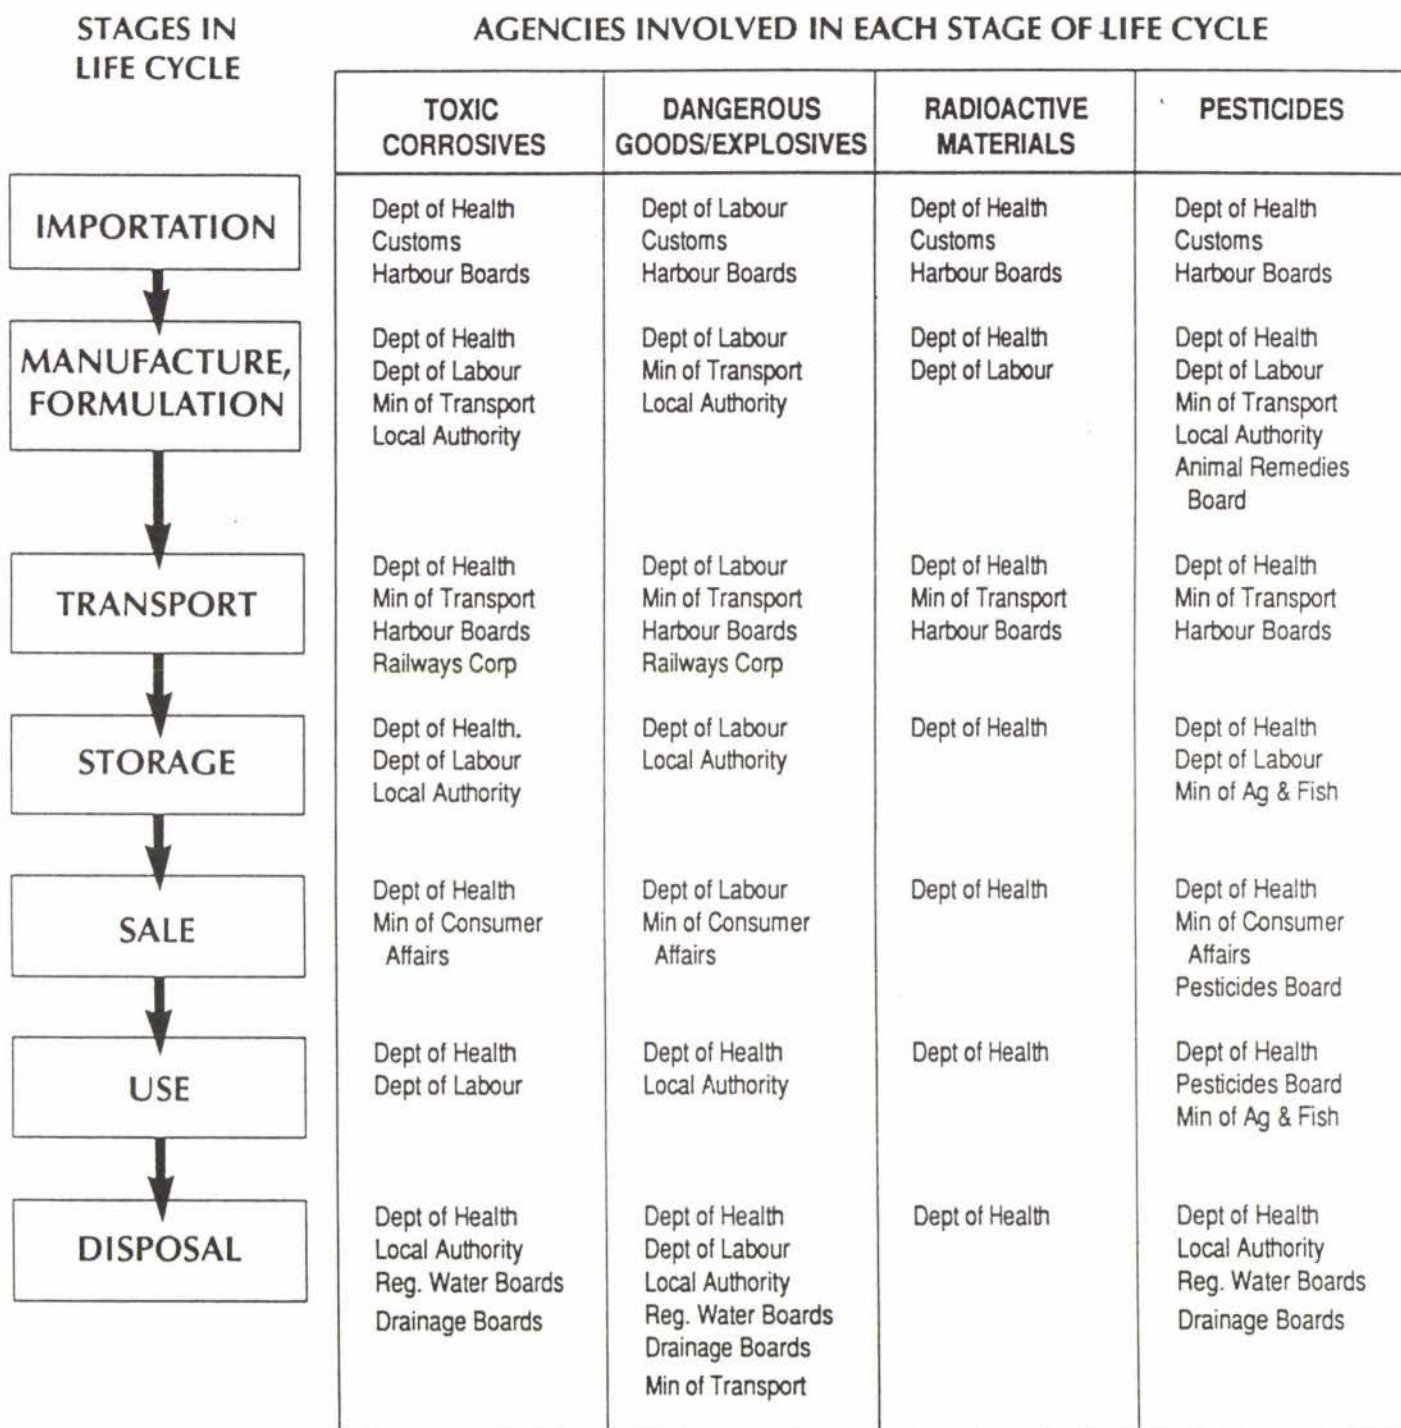 STAGES IN
LIFE CYCLE
AGENCIES INVOLVED IN EACH STAGE OF LIFE CYCLE
TOXIC
CORROSIVES
DANGEROUS
GOODS/EXPLOSIVES
RADIOACTIVE
MATERIALS
PESTICIDES
IMPORTATION
Dept of Health
Customs
Harbour Boards
Dept of Labour
Customs
Harbour Boards
Dept of Health
Customs
Harbour Boards
Dept of Health
Customs
Harbour Boards
MANUFACTURE,
FORMULATION
Dept of Health
Dept of Labour
Min of Transport
Local Authority
Dept of Labour
Min of Transport
Local Authority
Dept of Health
Dept of Labour
Dept of Health
Dept of Labour
Min of Transport
Local Authority
Animal Remedies
Board
TRANSPORT
Dept of Health
Min of Transport
Harbour Boards
Railways Corp
Dept of Labour
Min of Transport
Harbour Boards
Railways Corp
Dept of Health
Min of Transport
Harbour Boards
Dept of Health
Min of Transport
Harbour Boards
STORAGE
Dept of Health.
Dept of Labour
Local Authority
Dept of Labour
Local Authority
Dept of Health
Dept of Health
Dept of Labour
Min of Ag & Fish
SALE
Dept of Health
Min of Consumer
Affairs
Dept of Labour
Min of Consumer
Affairs
Dept of Health
Dept of Health
Min of Consumer
Affairs
Pesticides Board
USE
Dept of Health
Dept of Labour
Dept of Health
Local Authority
Dept of Health
Dept of Health
Pesticides Board
Min of Ag & Fish
DISPOSAL
Dept of Health
Local Authority
Reg. Water Boards
Drainage Boards
Dept of Health
Dept of Labour
Local Authority
Reg. Water Boards
Drainage Boards
Min of Transport
Dept of Health
Dept of Health
Local Authority
Reg. Water Boards
Drainage Boards